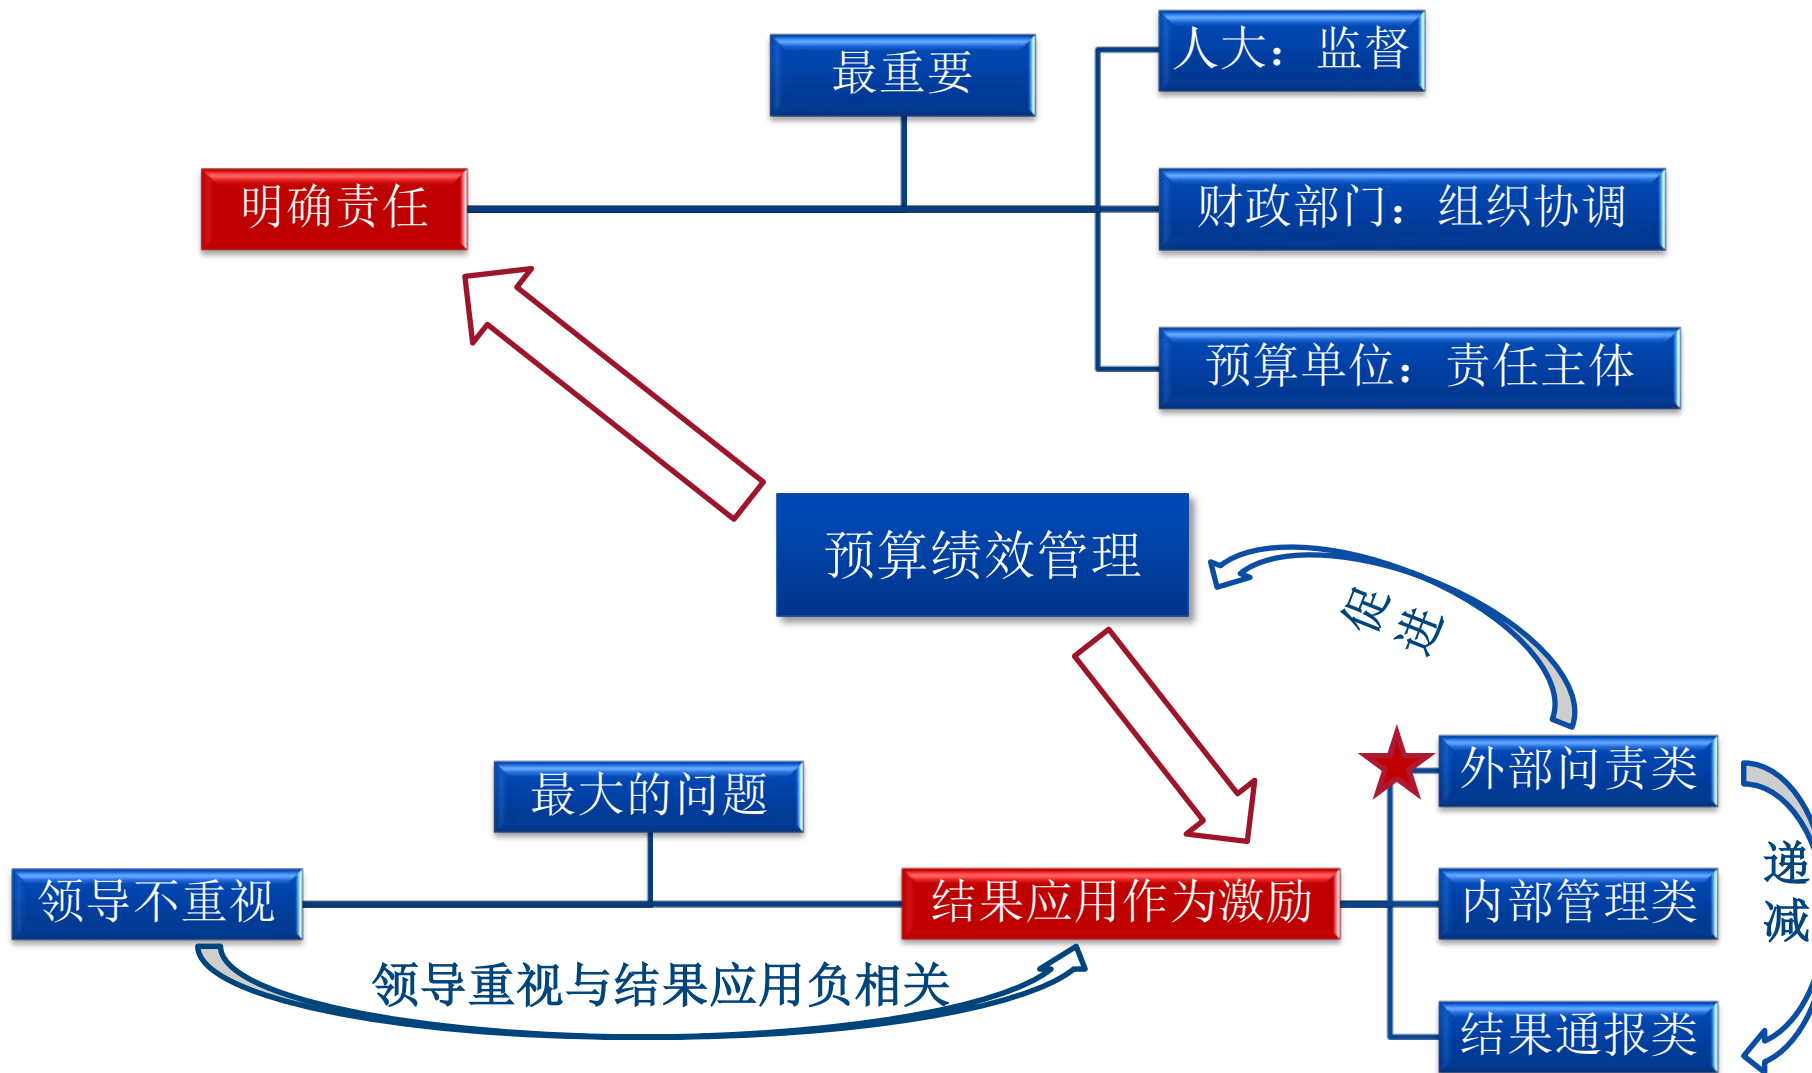 人大：监督
最重要
明确责任
财政部门：组织协调
预算单位：责任主体
预算绩效管理
促进
外部问责类
最大的问题
递减
领导不重视
结果应用作为激励
内部管理类
领导重视与结果应用负相关
结果通报类